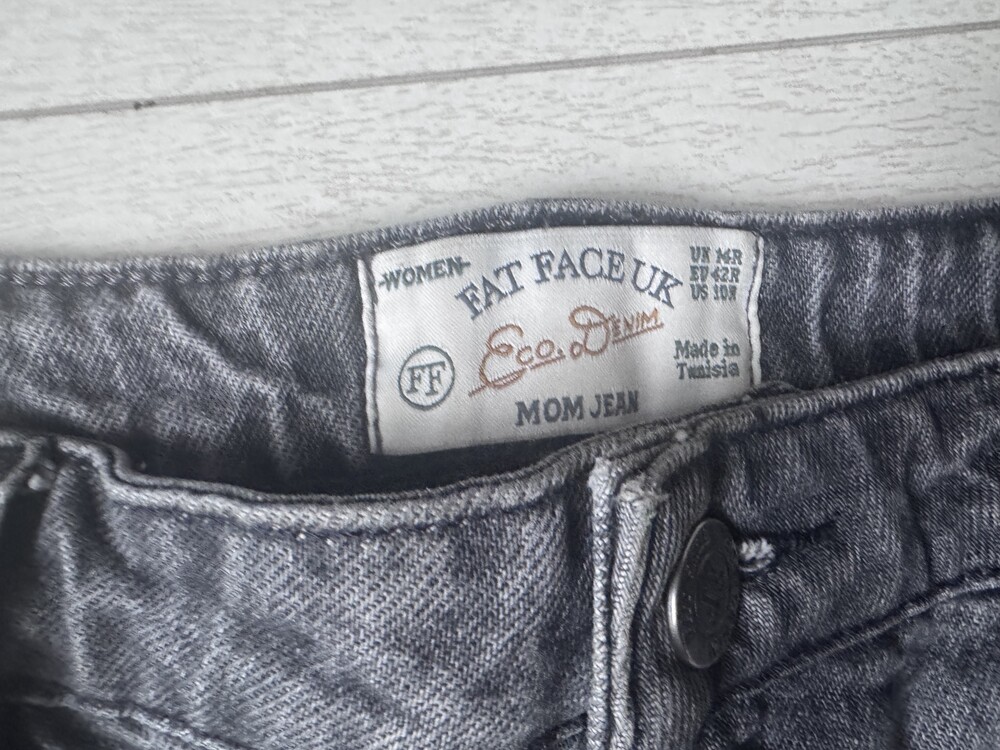 WOMEN
FAT FACE UK
UK 14R
EU 42R
US 10R
Eco. Denim
FF
Made in
Tunisia
MOM JEAN